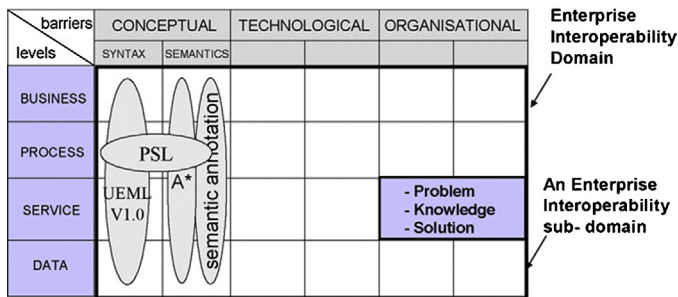 barriers
levels
CONCEPTUAL
TECHNOLOGICAL
ORGANISATIONAL
SYNTAX
SEMANTICS
BUSINESS
PROCESS
SERVICE
DATA
PSL
UEML
V1.0
A*
semantic annotation
- Problem
- Knowledge
- Solution
Enterprise
Interoperability
Domain
An Enterprise
Interoperability
sub- domain